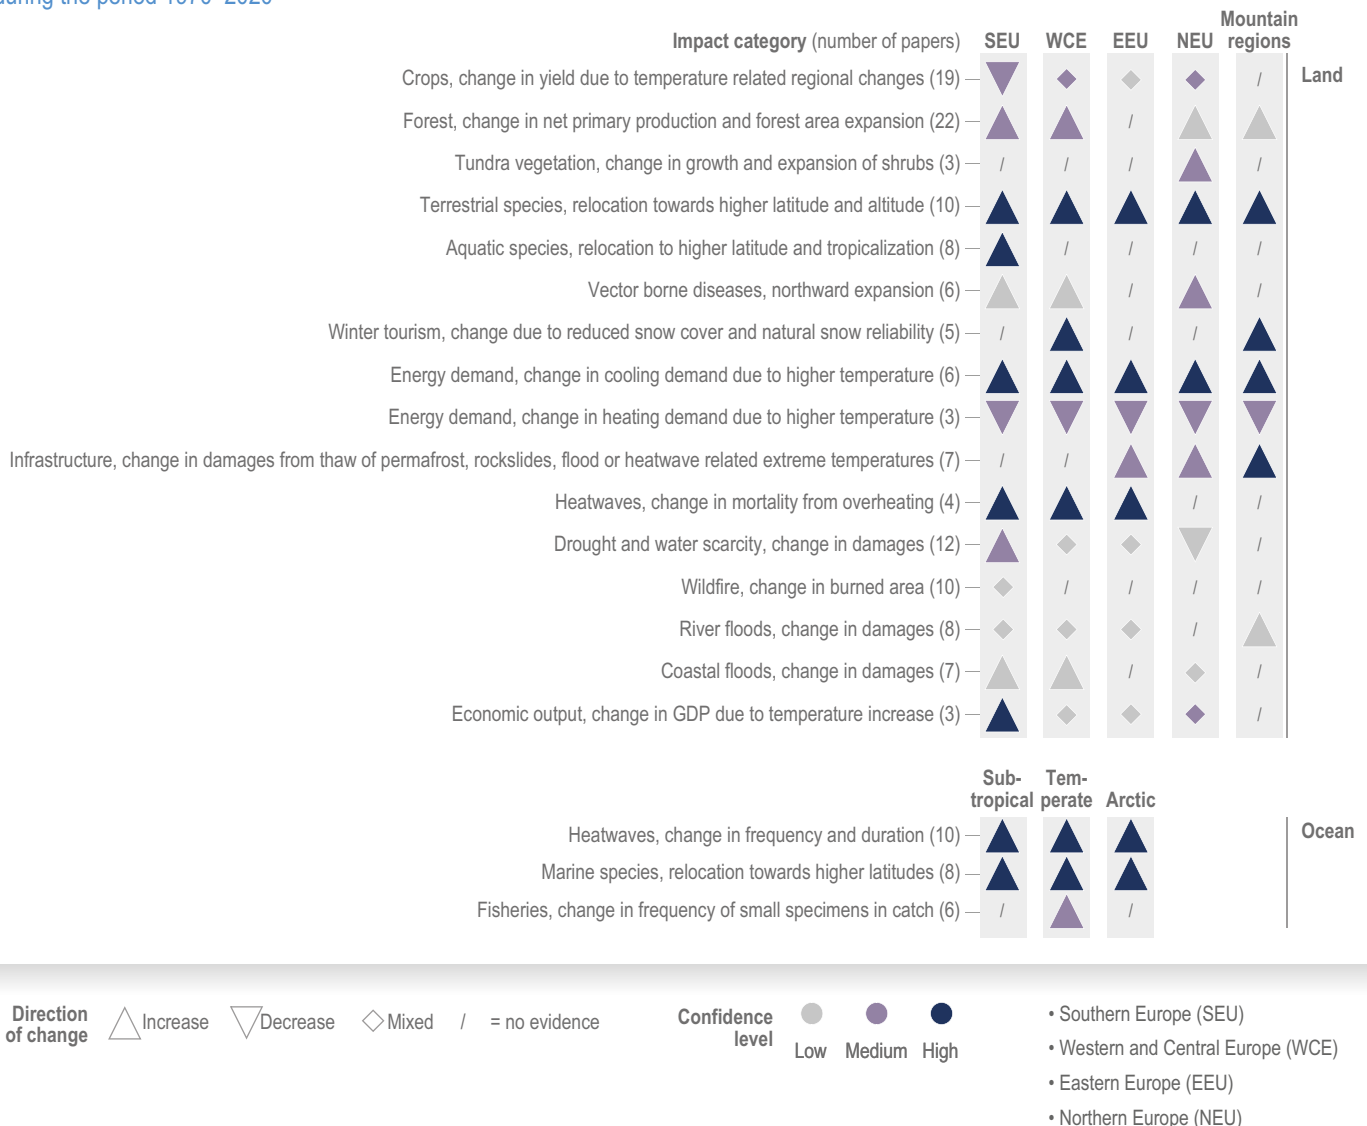 during the period 1970–2020
Impact category (number of papers) SEU WCE EEU NEU Mountain regions
Crops, change in yield due to temperature related regional changes (19) / Land
Forest, change in net primary production and forest area expansion (22) /
Tundra vegetation, change in growth and expansion of shrubs (3) / / / /
Terrestrial species, relocation towards higher latitude and altitude (10)
Aquatic species, relocation to higher latitude and tropicalization (8) / / / /
Vector borne diseases, northward expansion (6) / /
Winter tourism, change due to reduced snow cover and natural snow reliability (5) / / /
Energy demand, change in cooling demand due to higher temperature (6)
Energy demand, change in heating demand due to higher temperature (3)
Infrastructure, change in damages from thaw of permafrost, rockslides, flood or heatwave related extreme temperatures (7) / /
Heatwaves, change in mortality from overheating (4) / /
Drought and water scarcity, change in damages (12) /
Wildfire, change in burned area (10) / / / /
River floods, change in damages (8) /
Coastal floods, change in damages (7) / /
Economic output, change in GDP due to temperature increase (3) /
Sub- Tem-
tropical perate Arctic
Heatwaves, change in frequency and duration (10) Ocean
Marine species, relocation towards higher latitudes (8)
Fisheries, change in frequency of small specimens in catch (6) / /
Direction of change Increase Decrease Mixed / = no evidence
Confidence level Low Medium High
• Southern Europe (SEU)
• Western and Central Europe (WCE)
• Eastern Europe (EEU)
• Northern Europe (NEU)